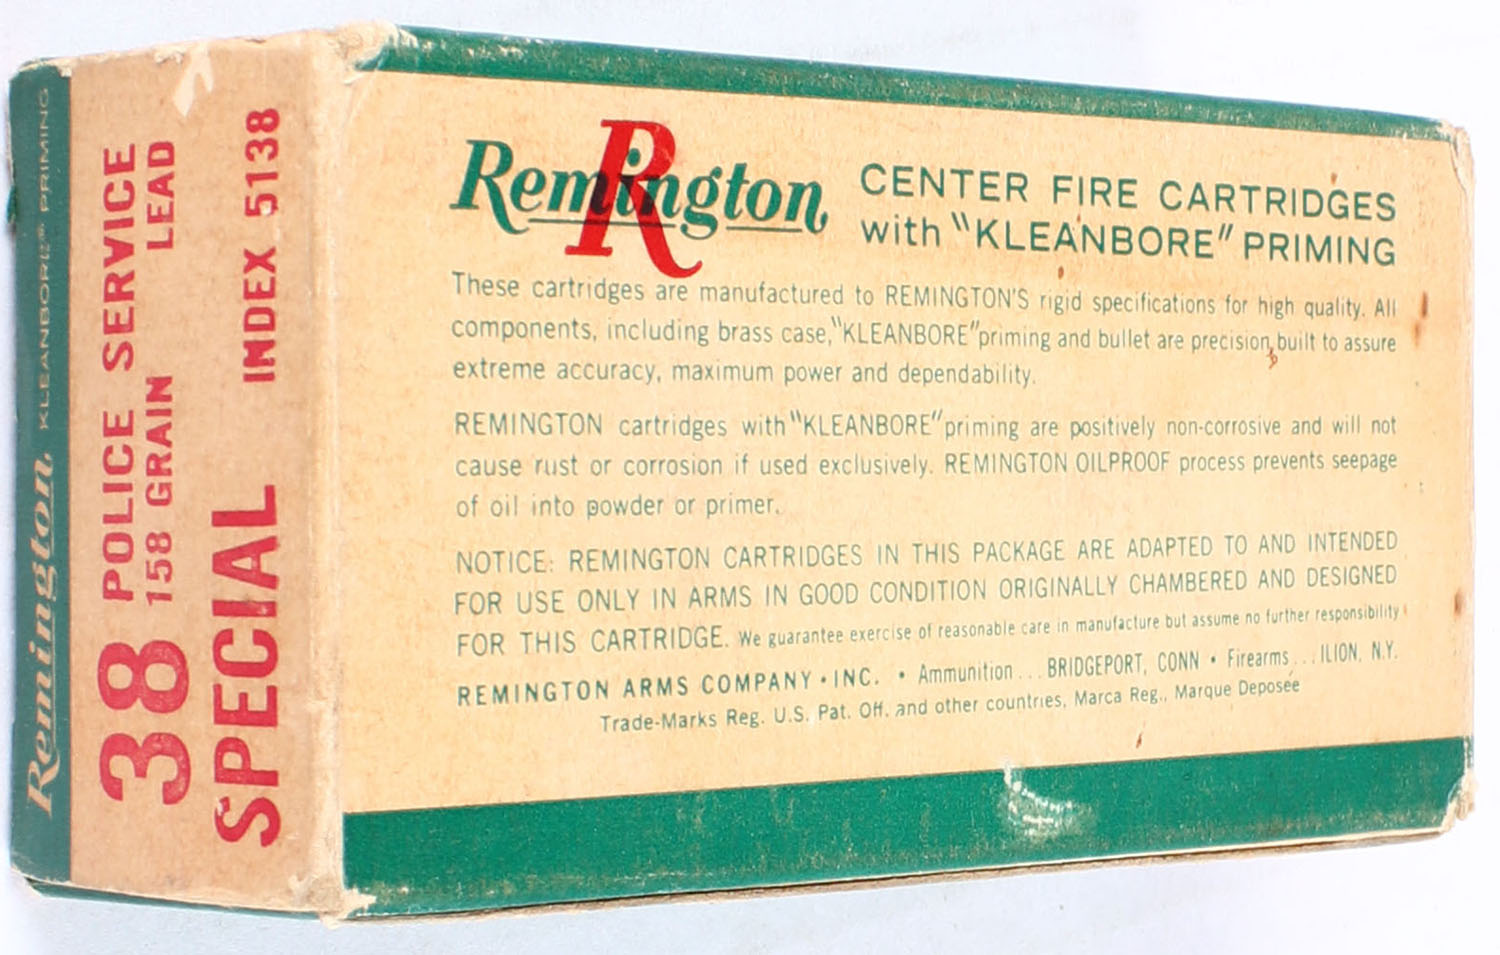 Remington KLEANBORE® PRIMING
38 POLICE SERVICE
158 GRAIN LEAD
SPECIAL INDEX 5138
R
Remington
CENTER FIRE CARTRIDGES
with "KLEANBORE" PRIMING
These cartridges are manufactured to REMINGTON'S rigid specifications for high quality. All
components, including brass case, "KLEANBORE" priming and bullet are precision built to assure
extreme accuracy, maximum power and dependability.
REMINGTON cartridges with "KLEANBORE" priming are positively non-corrosive and will not
cause rust or corrosion if used exclusively. REMINGTON OILPROOF process prevents seepage
of oil into powder or primer.
NOTICE: REMINGTON CARTRIDGES IN THIS PACKAGE ARE ADAPTED TO AND INTENDED
FOR USE ONLY IN ARMS IN GOOD CONDITION ORIGINALLY CHAMBERED AND DESIGNED
FOR THIS CARTRIDGE. We guarantee exercise of reasonable care in manufacture but assume no further responsibility
REMINGTON ARMS COMPANY • INC. • Ammunition ... BRIDGEPORT, CONN • Firearms ... ILION, N.Y.
Trade-Marks Reg. U.S. Pat. Off. and other countries, Marca Reg., Marque Deposée